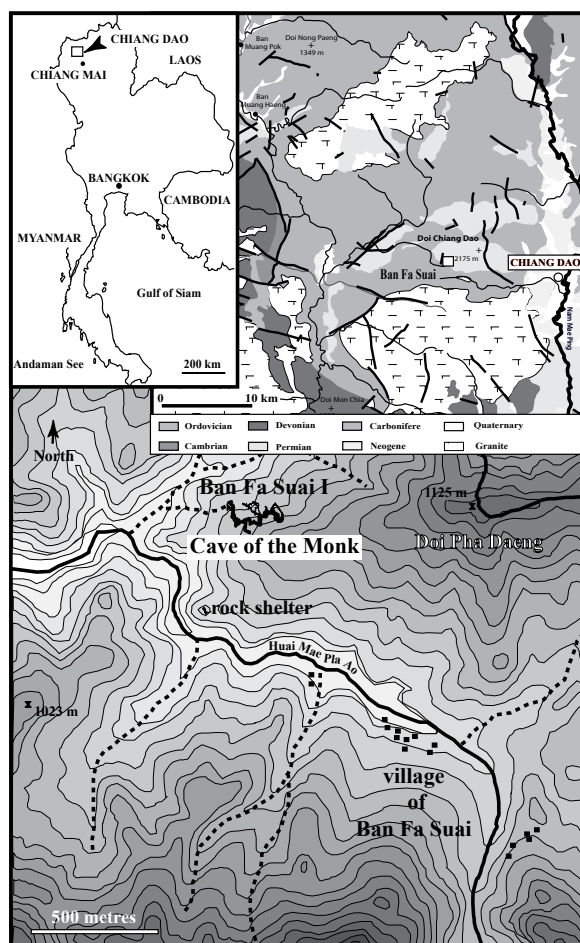 CHIANG DAO
CHIANG MAI
LAOS
BANGKOK
CAMBODIA
MYANMAR
Gulf of Siam
Andaman See
200 km
Ban
Muang Pok
Doi Nong Paeng
1349 m
Ban
Muang Haeng
Doi Chiang Dao
2175 m
CHIANG DAO
Ban Fa Suai
Nam Mae Ping
Doi Mon Chia
0
10 km
Ordovician
Devonian
Carbonifere
Quaternary
Cambrian
Permian
Neogene
Granite
North
Ban Fa Suai I
1125 m
Cave of the Monk
Doi Pha Daeng
rock shelter
Huai Mae Pla Ao
1023 m
village
of
Ban Fa Suai
500 metres